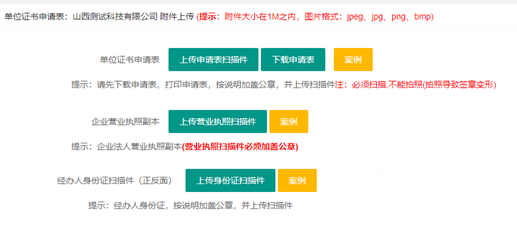 单位证书申请表：山西测试科技有限公司 附件上传 (提示：附件大小在1M之内，图片格式：jpeg、jpg、png、bmp)
单位证书申请表 上传申请表扫描件 下载申请表 案例
提示：请先下载申请表，打印申请表，按说明加盖公章，并上传扫描件注：必须扫描,不能拍照(拍照导致签章变形)
企业营业执照副本 上传营业执照扫描件 案例
提示：企业法人营业执照副本(营业执照扫描件必须加盖公章)
经办人身份证扫描件（正反面） 上传身份证扫描件 案例
提示：经办人身份证，按说明加盖公章，并上传扫描件